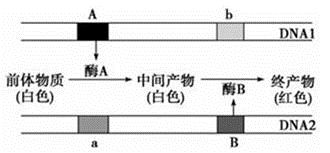 A b
DNA1
酶A
前体物质 中间产物 酶B 终产物
(白色) (白色) (红色)
DNA2
a B